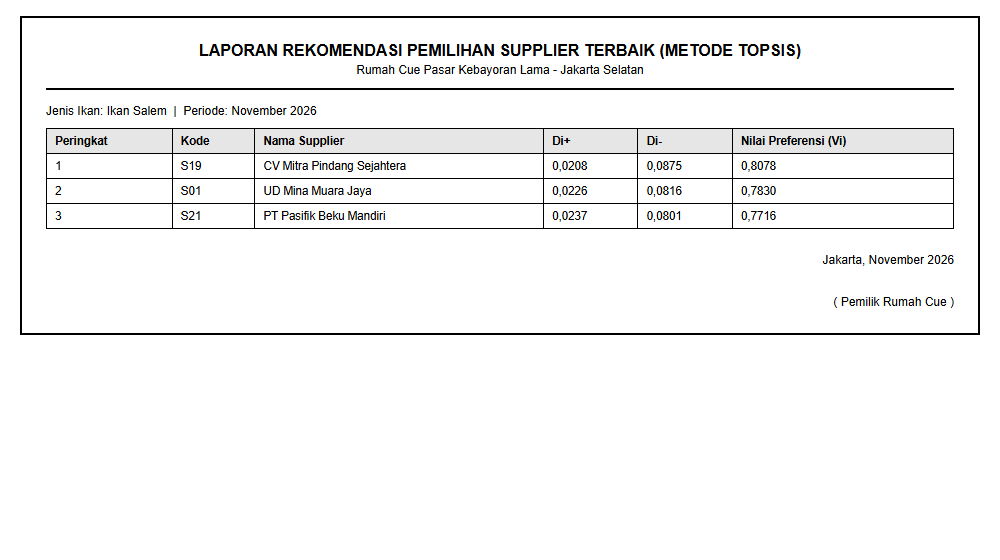 LAPORAN REKOMENDASI PEMILIHAN SUPPLIER TERBAIK (METODE TOPSIS)
Rumah Cue Pasar Kebayoran Lama - Jakarta Selatan
Jenis Ikan: Ikan Salem | Periode: November 2026
Peringkat Kode Nama Supplier Di+ Di- Nilai Preferensi (Vi)
1 S19 CV Mitra Pindang Sejahtera 0,0208 0,0875 0,8078
2 S01 UD Mina Muara Jaya 0,0226 0,0816 0,7830
3 S21 PT Pasifik Beku Mandiri 0,0237 0,0801 0,7716
Jakarta, November 2026
( Pemilik Rumah Cue )